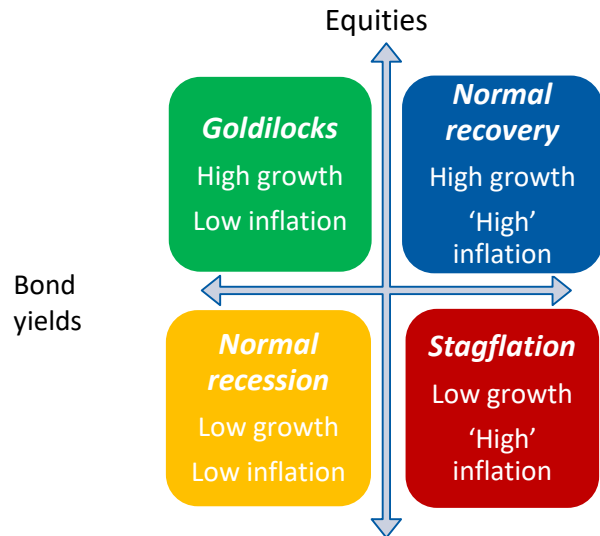 Equities
Goldilocks
High growth
Low inflation
Normal
recovery
High growth
‘High’
inflation
Bond
yields
Normal
recession
Low growth
Low inflation
Stagflation
Low growth
‘High’
inflation